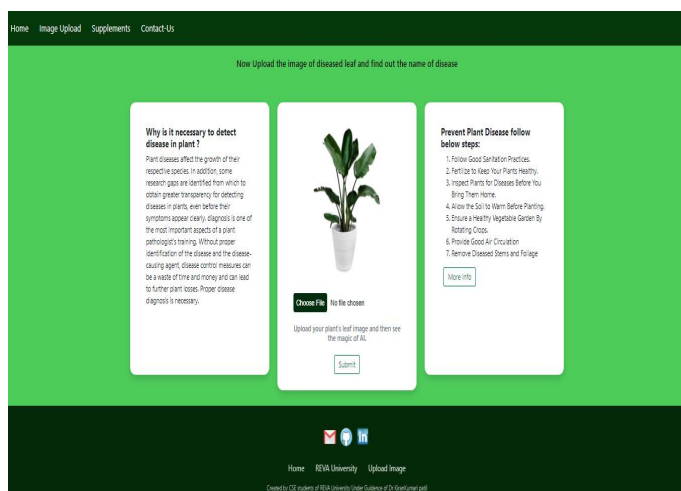 Home Image Upload Supplements Contact-Us
Now Upload the image of diseased leaf and find out the name of disease
Why is it necessary to detect
disease in plant ?
Plant diseases affect the growth of their
respective species. In addition, some
research gaps are identified from which to
obtain greater transparency for detecting
diseases in plants, even before their
symptoms appear clearly. diagnosis is one of
the most important aspects of a plant
pathologist's training. Without proper
identification of the disease and the disease-
causing agent, disease control measures can
be a waste of time and money and can lead
to further plant losses. Proper disease
diagnosis is necessary.
Choose File No file chosen
Upload your plant's leaf image and then see
the magic of AI.
Submit
Prevent Plant Disease follow
below steps:
1. Follow Good Sanitation Practices.
2. Fertilize to Keep Your Plants Healthy.
3. Inspect Plants for Diseases Before You
Bring Them Home.
4. Allow the Soil to Warm Before Planting.
5. Ensure a Healthy Vegetable Garden By
Rotating Crops.
6. Provide Good Air Circulation
7. Remove Diseased Stems and Foliage
More info
in
Home REVA University Upload Image
Created by CSE students of REVA University Under Guidance of Dr Kirankumari patil